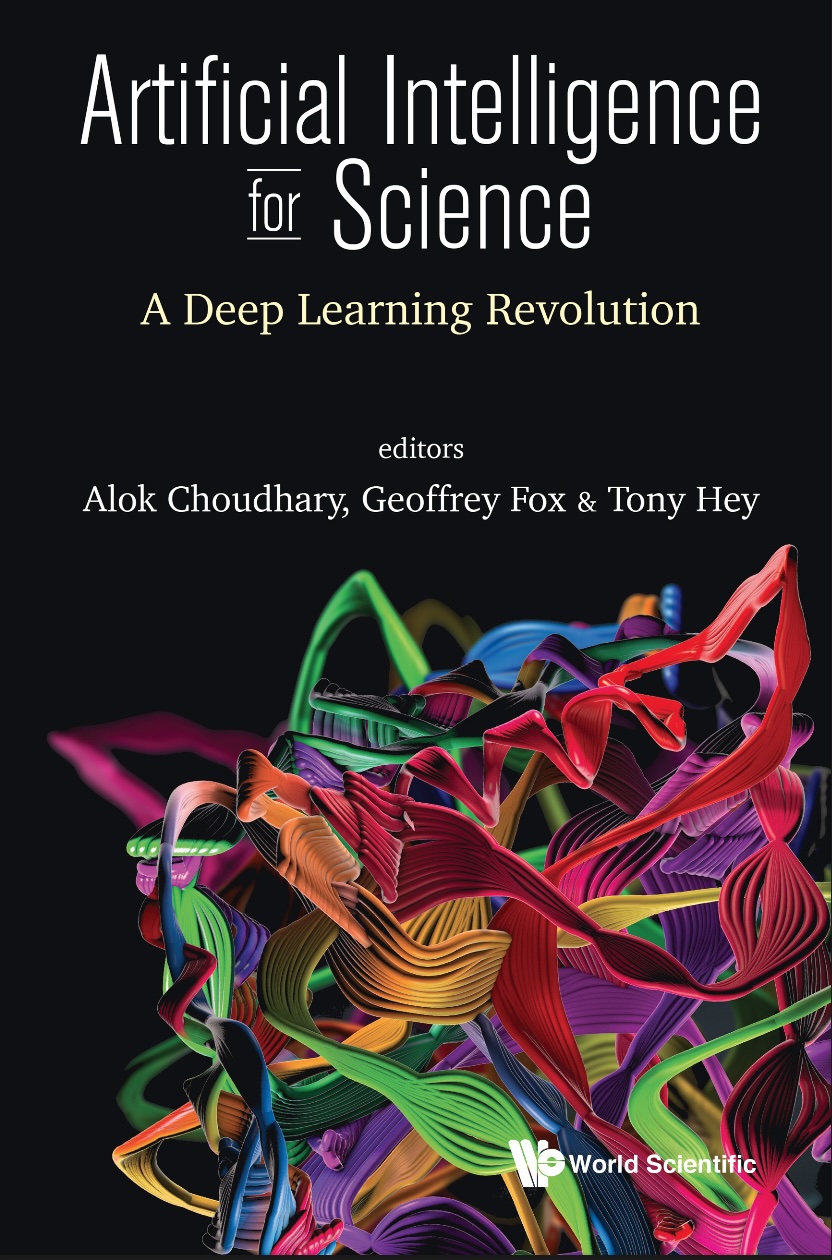 Artificial Intelligence
for Science
A Deep Learning Revolution
editors
Alok Choudhary, Geoffrey Fox & Tony Hey
World Scientific